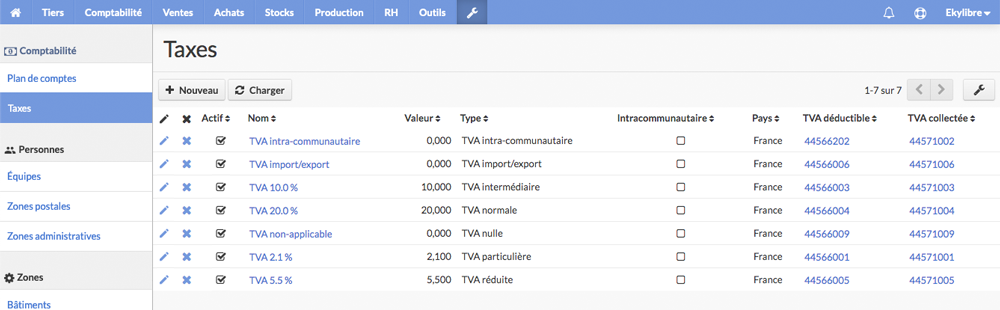 Tiers Comptabilité Ventes Achats Stocks Production RH Outils Ekylibre
Comptabilité
Plan de comptes
Taxes
Personnes
Équipes
Zones postales
Zones administratives
Zones
Bâtiments
Taxes
Nouveau Charger 1-7 sur 7
Actif Nom Valeur Type Intracommunautaire Pays TVA déductible TVA collectée
TVA intra-communautaire 0,000 TVA intra-communautaire France 44566202 44571002
TVA import/export 0,000 TVA import/export France 44566006 44571006
TVA 10.0 % 10,000 TVA intermédiaire France 44566003 44571003
TVA 20.0 % 20,000 TVA normale France 44566004 44571004
TVA non-applicable 0,000 TVA nulle France 44566009 44571009
TVA 2.1 % 2,100 TVA particulière France 44566001 44571001
TVA 5.5 % 5,500 TVA réduite France 44566005 44571005